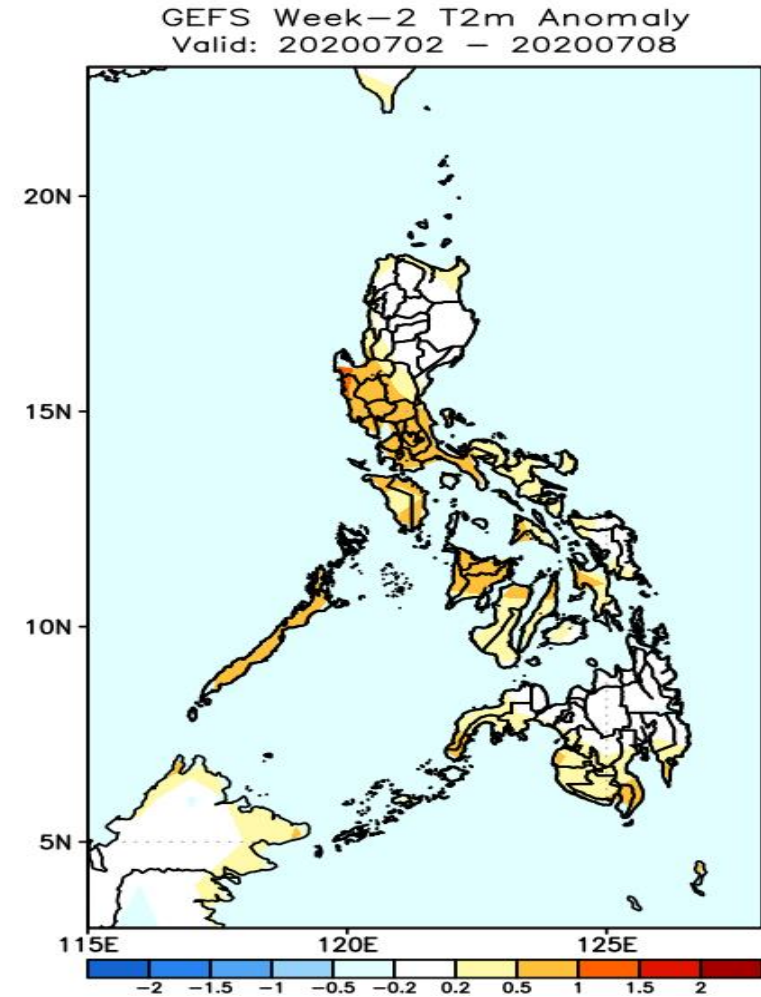 GEFS Week-2 T2m Anomaly
Valid: 20200702 - 20200708
20N
15N
10N
5N
115E 120E 125E
-2 -1.5 -1 -0.5 -0.2 0.2 0.5 1 1.5 2